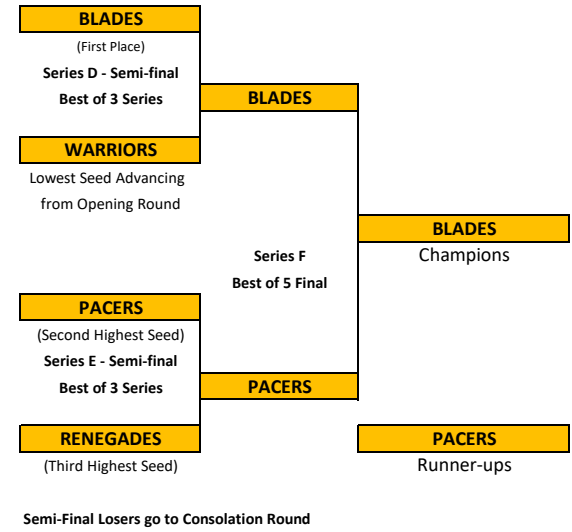 BLADES
(First Place)
Series D - Semi-final
Best of 3 Series
BLADES
WARRIORS
Lowest Seed Advancing
from Opening Round
BLADES
Champions
Series F
Best of 5 Final
PACERS
(Second Highest Seed)
Series E - Semi-final
Best of 3 Series
PACERS
RENEGADES
(Third Highest Seed)
PACERS
Runner-ups
Semi-Final Losers go to Consolation Round